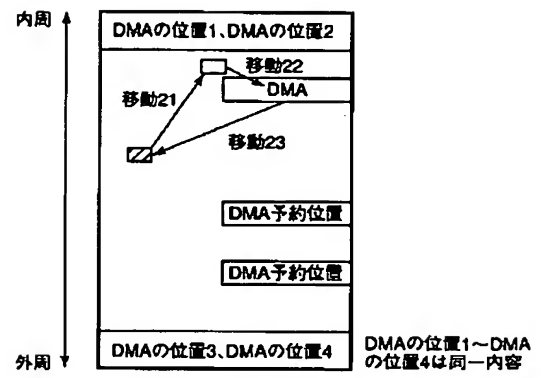 内周
DMAの位置1、DMAの位置2
移動22
DMA
移動21
移動23
DMA予約位置
DMA予約位置
DMAの位置3、DMAの位置4
外周
DMAの位置1～DMA
の位置4は同一内容